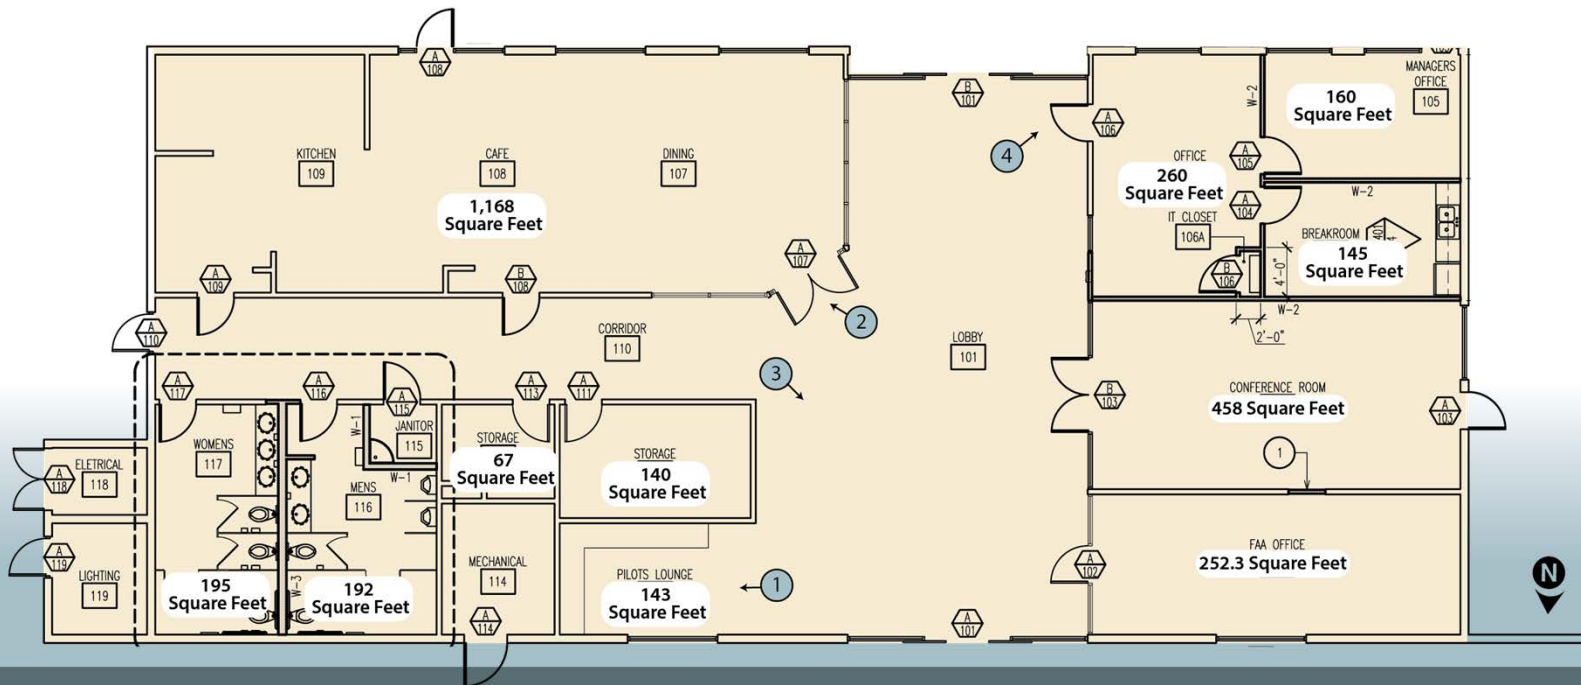 A
108
B
101
4
A
106
W-2
MANAGERS
OFFICE
105
160
Square Feet
KITCHEN
109
CAFE
108
DINING
107
1,168
Square Feet
OFFICE
260
Square Feet
A
105
A
104
W-2
IT CLOSET
106A
B
106
4'-0"
BREAKROOM
401
145
Square Feet
W-2
2'-0"
A
109
B
108
A
107
2
A
110
CORRIDOR
110
LOBBY
101
3
A
117
A
116
A
115
A
113
A
111
B
103
CONFERENCE ROOM
458 Square Feet
A
103
1
WOMENS
117
W-1
JANITOR
115
W-1
MENS
116
STORAGE
67
Square Feet
STORAGE
140
Square Feet
A
118
ELETRICAL
118
A
119
LIGHTING
119
195
Square Feet
W-3
192
Square Feet
MECHANICAL
114
A
114
PILOTS LOUNGE
143
Square Feet
1
A
101
A
102
FAA OFFICE
252.3 Square Feet
N